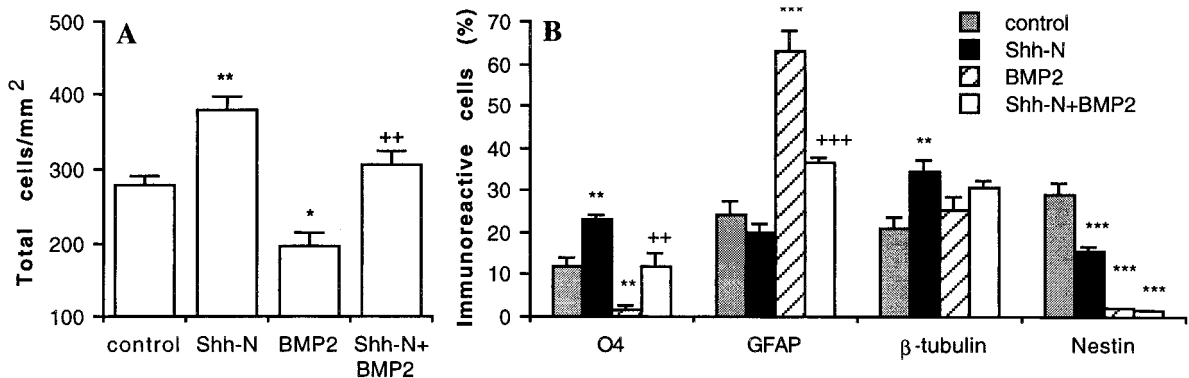 A
Total cells/mm2
500
400
300
200
100
**
*
++
control Shh-N BMP2 Shh-N+
BMP2
B
Immunoreactive cells (%)
70
60
50
40
30
20
10
0
**
**
++
***
+++
**
***
***
***
O4 GFAP β-tubulin Nestin
control
Shh-N
BMP2
Shh-N+BMP2